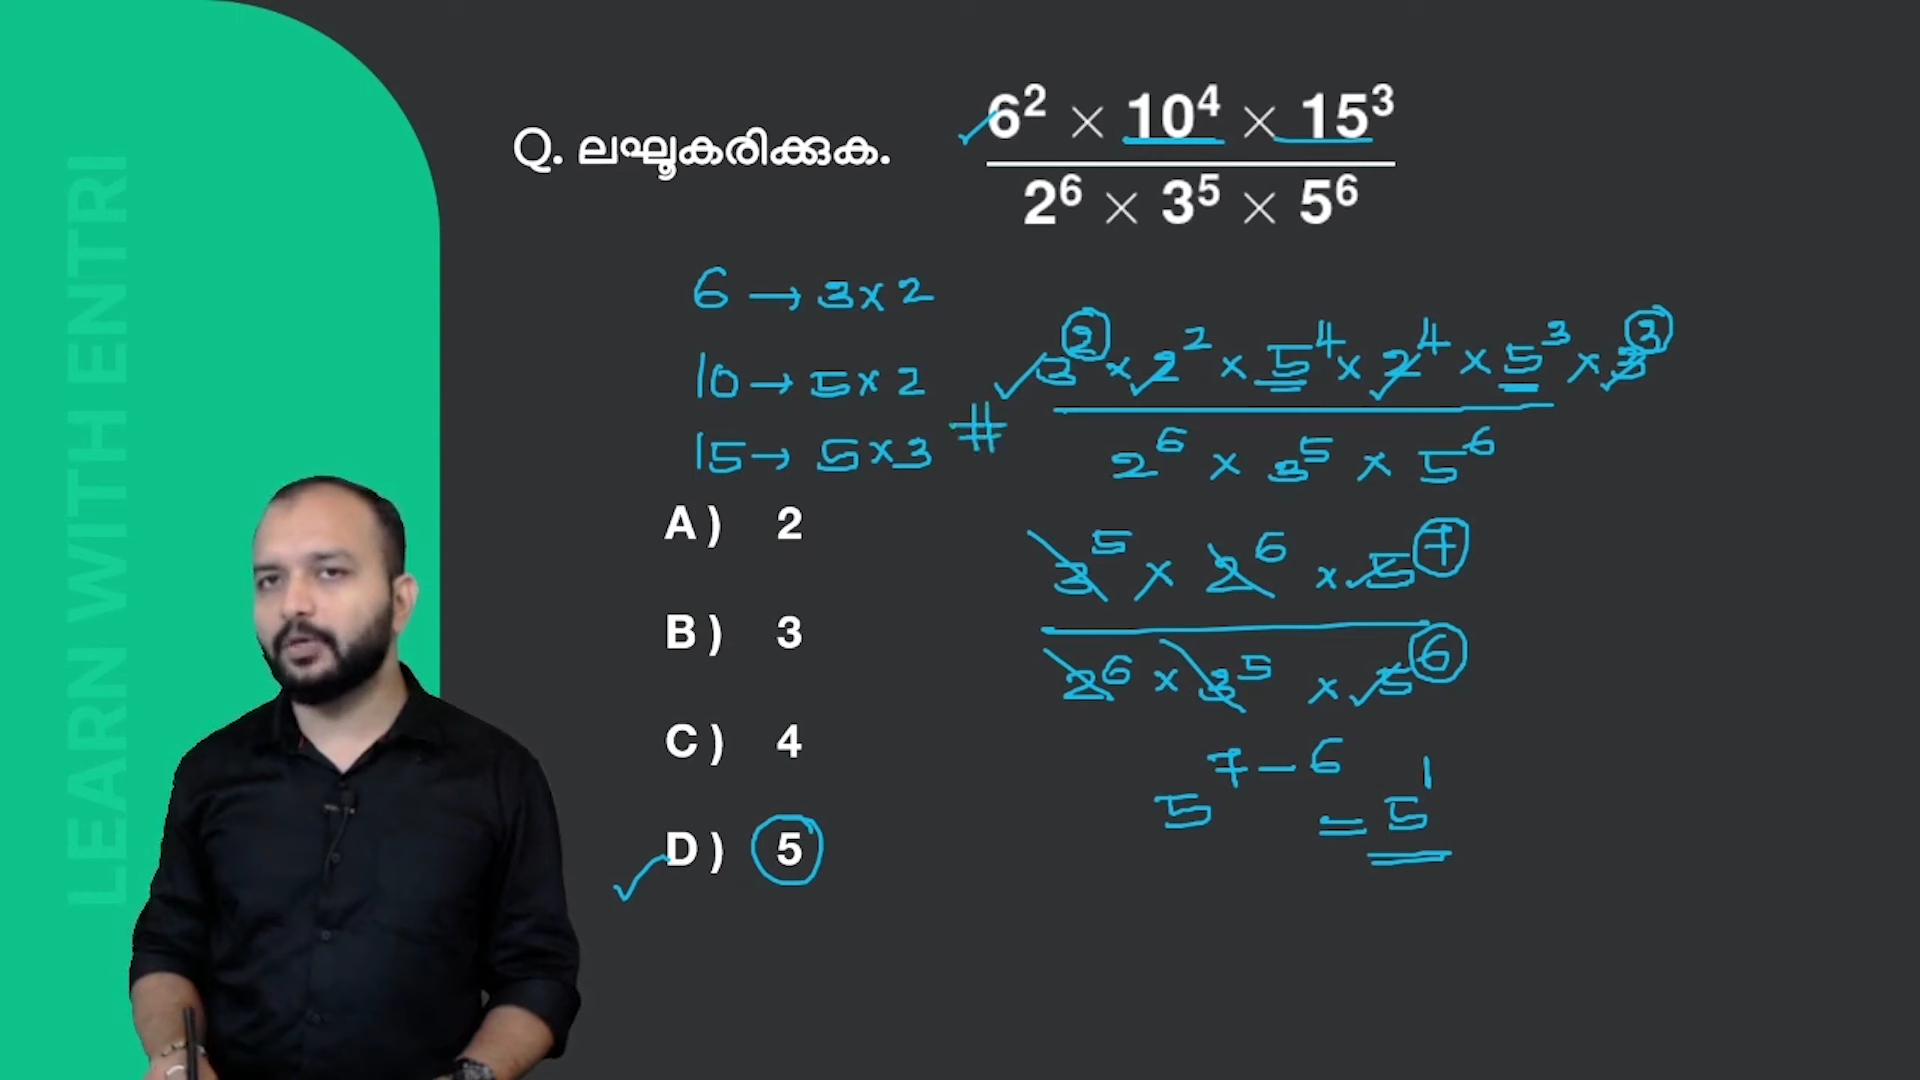 LEARN WITH ENTRI
Q. ലഘൂകരിക്കുക. 6² × 10⁴ × 15³
2⁶ × 3⁵ × 5⁶
6 → 3 × 2
10 → 5 × 2
15 → 5 × 3
3² × 2² × 5⁴ × 2⁴ × 5³ × 3³
2⁶ × 3⁵ × 5⁶
3⁵ × 2⁶ × 5⁷
2⁶ × 3⁵ × 5⁶
5⁷⁻⁶ = 5¹
A) 2
B) 3
C) 4
D) 5